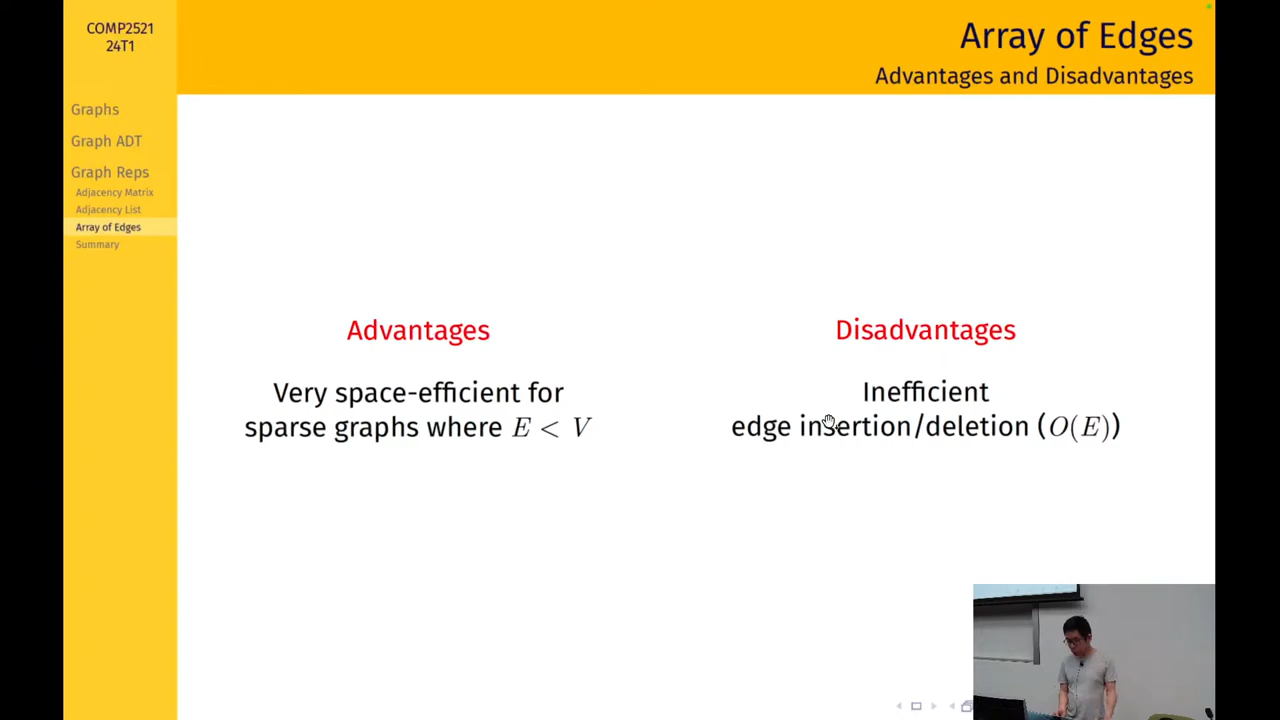 COMP2521
24T1
Graphs
Graph ADT
Graph Reps
Adjacency Matrix
Adjacency List
Array of Edges
Summary
Array of Edges
Advantages and Disadvantages
Advantages
Very space-efficient for
sparse graphs where E < V
Disadvantages
Inefficient
edge insertion/deletion (O(E))